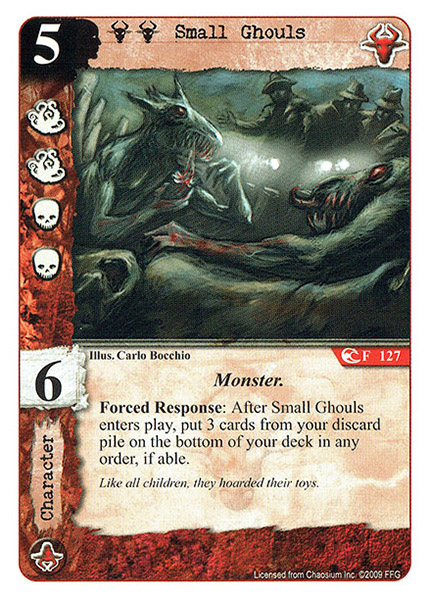 5
Small Ghouls
Illus. Carlo Bocchio
F 127
6
Character
Monster.
Forced Response: After Small Ghouls
enters play, put 3 cards from your discard
pile on the bottom of your deck in any
order, if able.
Like all children, they hoarded their toys.
Licensed from Chaosium Inc. ©2009 FFG